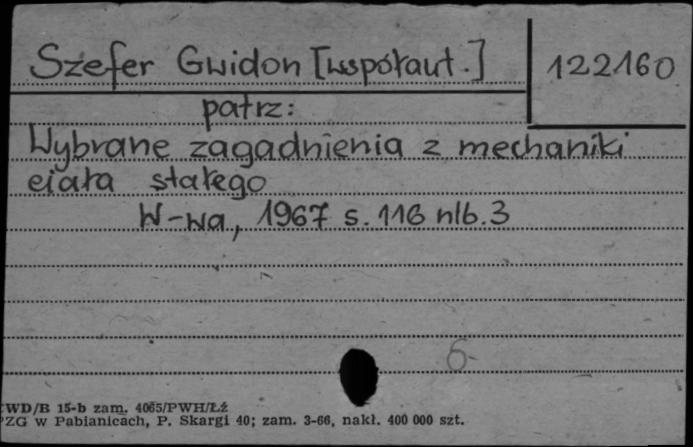 Szefer Gwidon [współaut.]
122160
patrz:
Wybrane zagadnienia z mechaniki
ciała stałego
W-wa, 1967 s. 116 nlb. 3
6
WD/B 15-b zam. 4065/PWH/Łż
PZG w Pabianicach, P. Skargi 40; zam. 3-66, nakł. 400 000 szt.